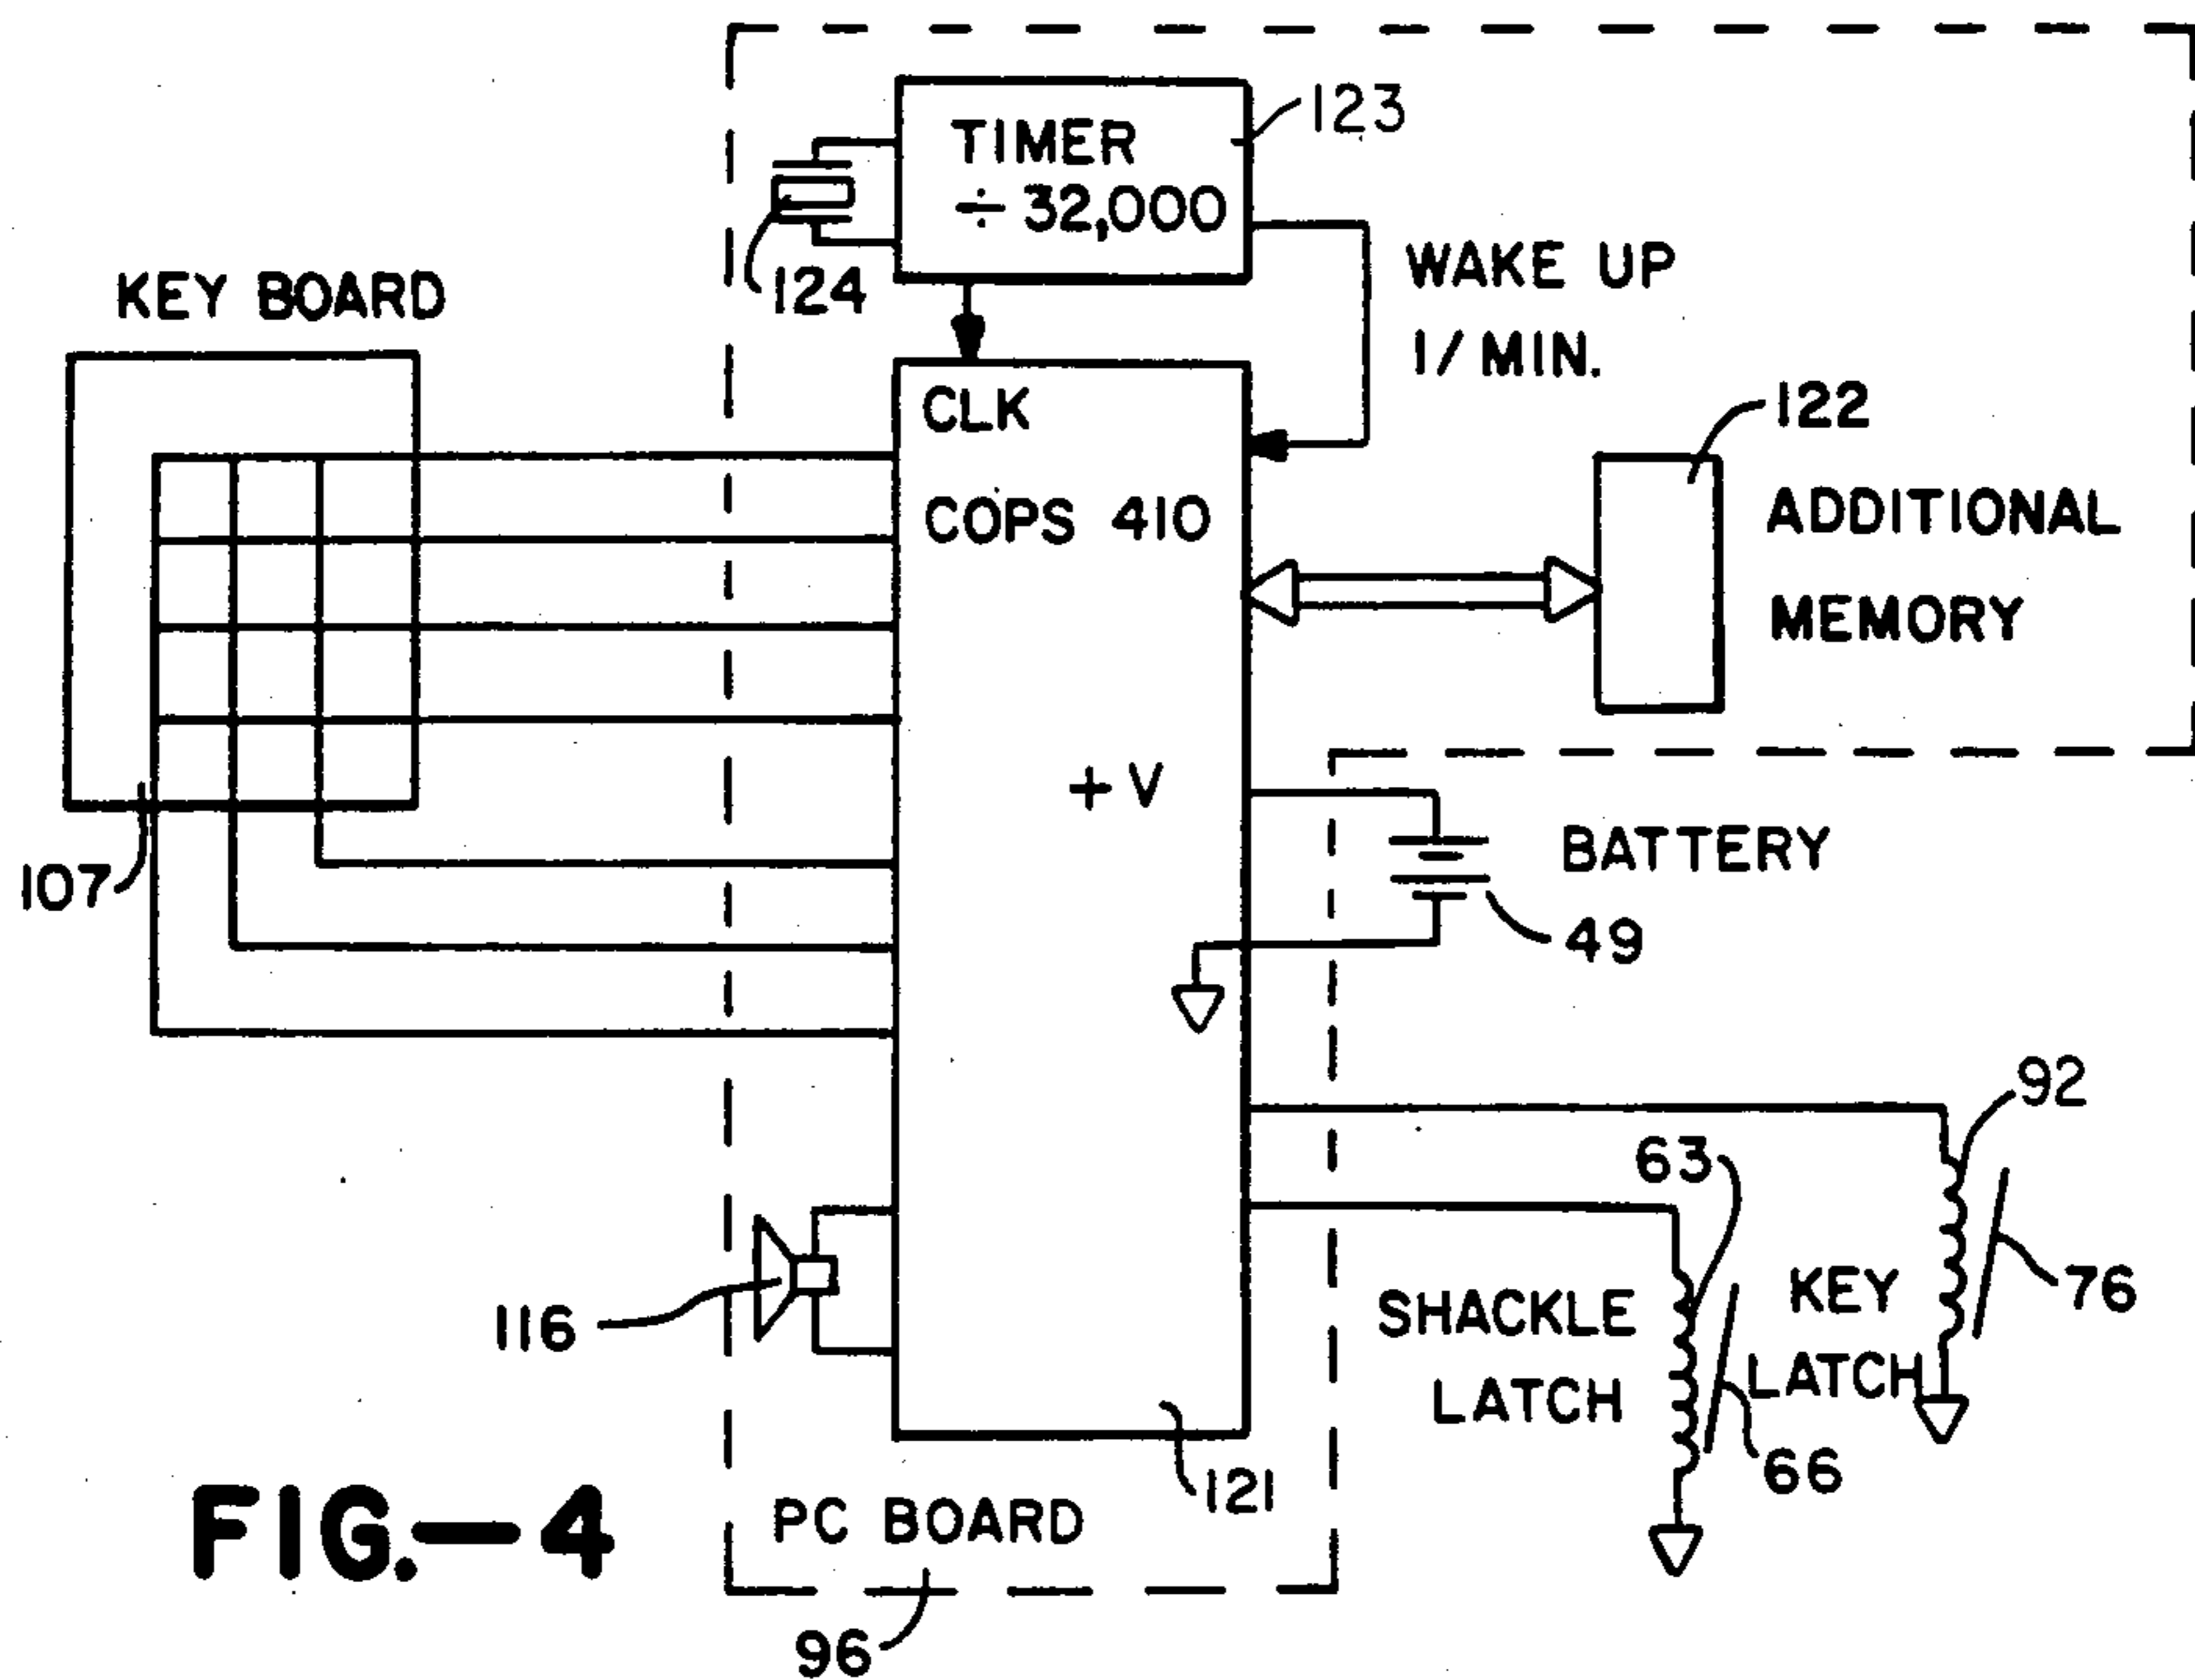 TIMER
÷ 32,000
123
124
WAKE UP
1/MIN.
KEY BOARD
CLK
COPS 410
122
ADDITIONAL
MEMORY
+V
BATTERY
49
107
92
63
76
KEY
LATCH
SHACKLE
LATCH
66
116
121
PC BOARD
96
FIG.-4